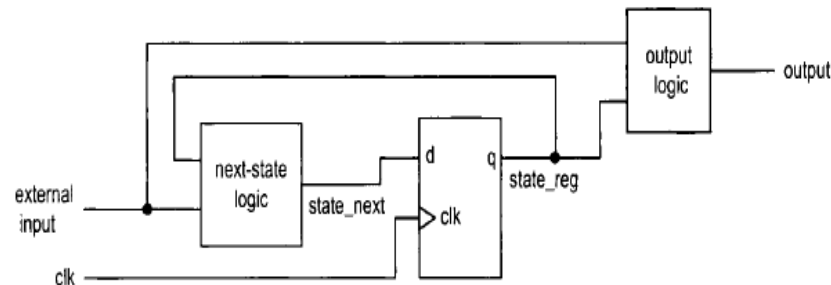 output
logic
output
next-state
logic
d
q
state_reg
external
input
state_next
clk
clk